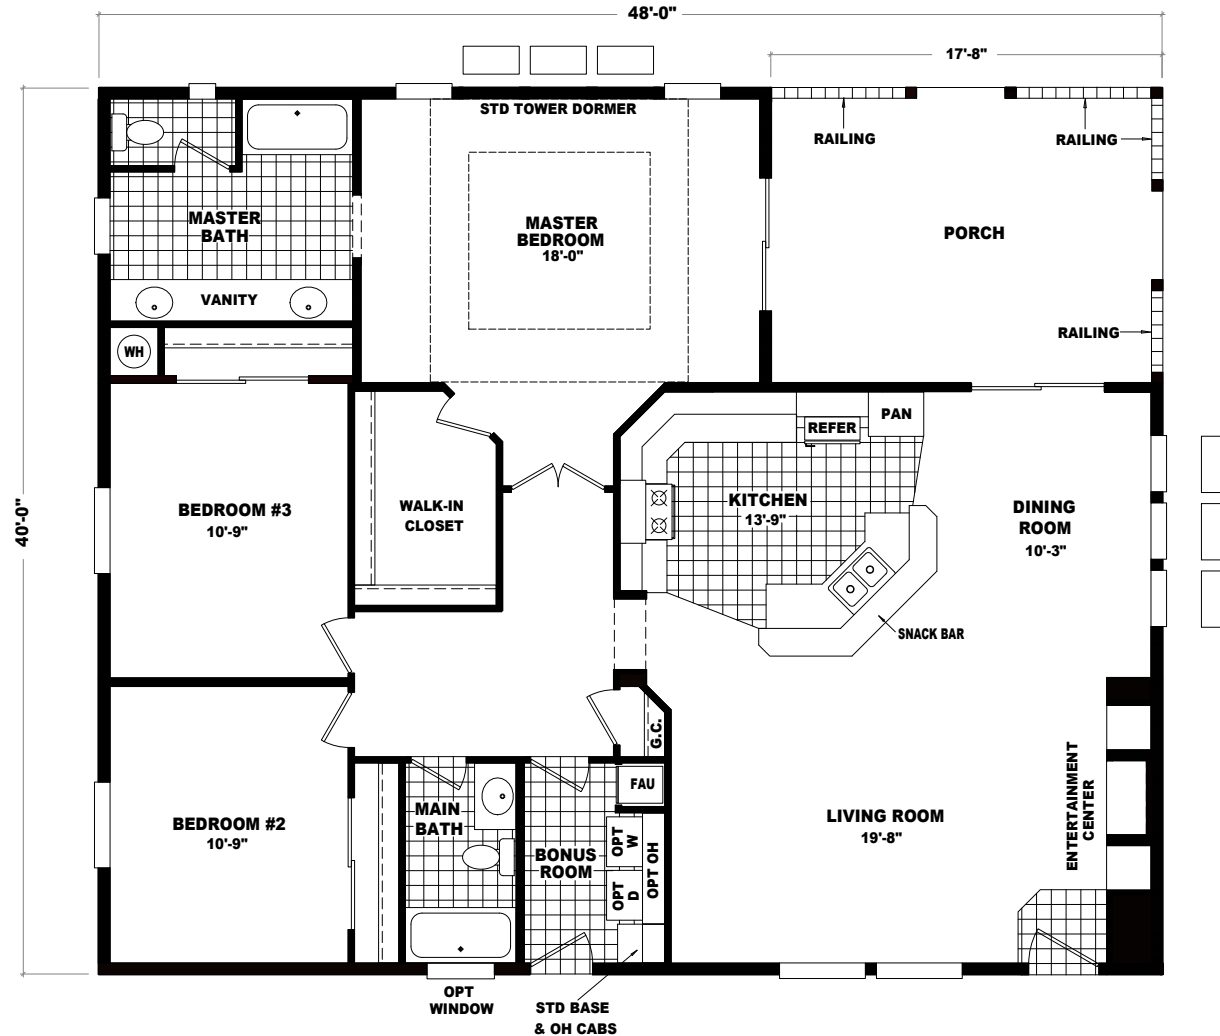 48'-0"
17'-8"
STD TOWER DORMER
RAILING
RAILING
MASTER
BATH
MASTER
BEDROOM
18'-0"
PORCH
VANITY
RAILING
WH
REFER
PAN
40'-0"
BEDROOM #3
10'-9"
WALK-IN
CLOSET
KITCHEN
13'-9"
DINING
ROOM
10'-3"
SNACK BAR
G.C.
FAU
BEDROOM #2
10'-9"
MAIN
BATH
BONUS
ROOM
OPT
W
OPT
D
OPT OH
LIVING ROOM
19'-8"
ENTERTAINMENT
CENTER
OPT
WINDOW
STD BASE
& OH CABS